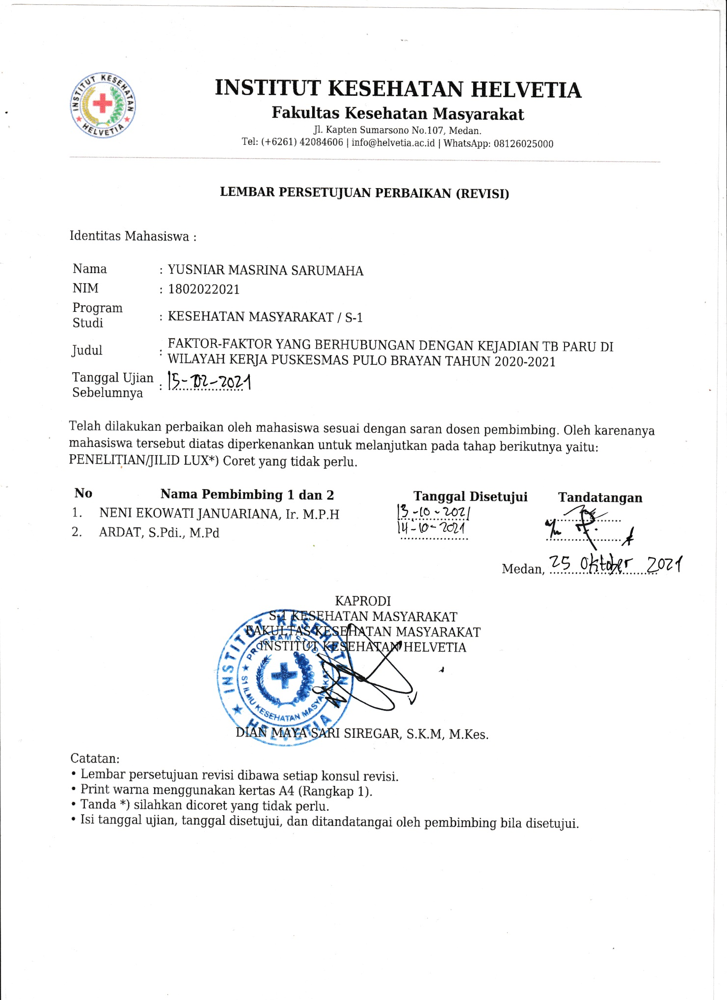 INSTITUT KESEHATAN HELVETIA
INSTITUT KESEHATAN HELVETIA
Fakultas Kesehatan Masyarakat
Jl. Kapten Sumarsono No.107, Medan.
Tel: (+6261) 42084606 | info@helvetia.ac.id | WhatsApp: 08126025000
LEMBAR PERSETUJUAN PERBAIKAN (REVISI)
Identitas Mahasiswa :
Nama : YUSNIAR MASRINA SARUMAHA
NIM : 1802022021
Program Studi : KESEHATAN MASYARAKAT / S-1
Judul : FAKTOR-FAKTOR YANG BERHUBUNGAN DENGAN KEJADIAN TB PARU DI
WILAYAH KERJA PUSKESMAS PULO BRAYAN TAHUN 2020-2021
Tanggal Ujian Sebelumnya : 15-02-2021
Telah dilakukan perbaikan oleh mahasiswa sesuai dengan saran dosen pembimbing. Oleh karenanya
mahasiswa tersebut diatas diperkenankan untuk melanjutkan pada tahap berikutnya yaitu:
PENELITIAN/JILID LUX*) Coret yang tidak perlu.
No Nama Pembimbing 1 dan 2 Tanggal Disetujui Tandatangan
1. NENI EKOWATI JANUARIANA, Ir. M.P.H 13-10-2021
2. ARDAT, S.Pdi., M.Pd 14-10-2021
Medan, 25 Oktober 2021
KAPRODI
S-1 KESEHATAN MASYARAKAT
FAKULTAS KESEHATAN MASYARAKAT
INSTITUT KESEHATAN HELVETIA
INSTITUT KESEHATAN HELVETIA
PROGRAM STUDI
S1 ILMU KESEHATAN MASYARAKAT
DIAN MAYA SARI SIREGAR, S.K.M, M.Kes.
Catatan:
• Lembar persetujuan revisi dibawa setiap konsul revisi.
• Print warna menggunakan kertas A4 (Rangkap 1).
• Tanda *) silahkan dicoret yang tidak perlu.
• Isi tanggal ujian, tanggal disetujui, dan ditandatangai oleh pembimbing bila disetujui.